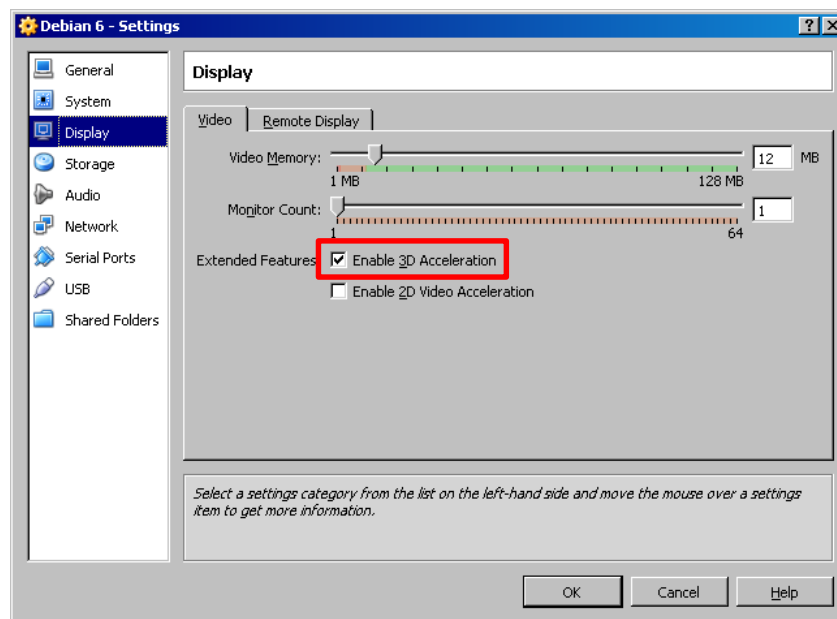 Debian 6 - Settings
General
System
Display
Storage
Audio
Network
Serial Ports
USB
Shared Folders
Display
Video Remote Display
Video Memory: 12 MB
1 MB 128 MB
Monitor Count: 1
1 64
Extended Features Enable 3D Acceleration
Enable 2D Video Acceleration
Select a settings category from the list on the left-hand side and move the mouse over a settings
item to get more information.
OK Cancel Help